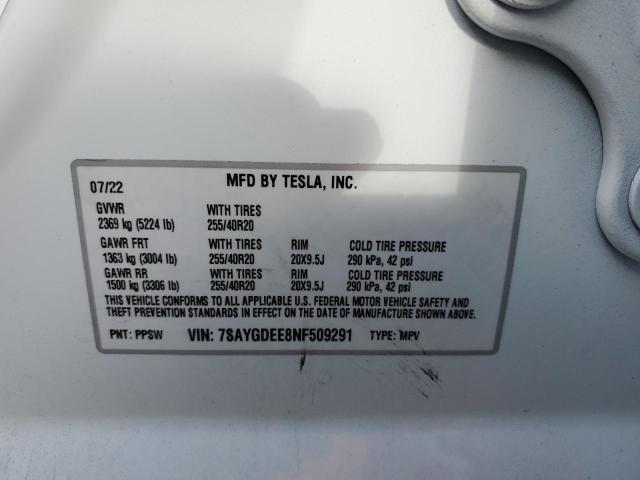 07/22 MFD BY TESLA, INC.
GVWR WITH TIRES
2369 kg (5224 lb) 255/40R20
GAWR FRT WITH TIRES RIM COLD TIRE PRESSURE
1363 kg (3004 lb) 255/40R20 20X9.5J 290 kPa, 42 psi
GAWR RR WITH TIRES RIM COLD TIRE PRESSURE
1500 kg (3306 lb) 255/40R20 20X9.5J 290 kPa, 42 psi
THIS VEHICLE CONFORMS TO ALL APPLICABLE U.S. FEDERAL MOTOR VEHICLE SAFETY AND
THEFT PREVENTION STANDARDS IN EFFECT ON THE DATE OF MANUFACTURE SHOWN ABOVE.
PNT: PPSW VIN: 7SAYGDEE8NF509291 TYPE: MPV